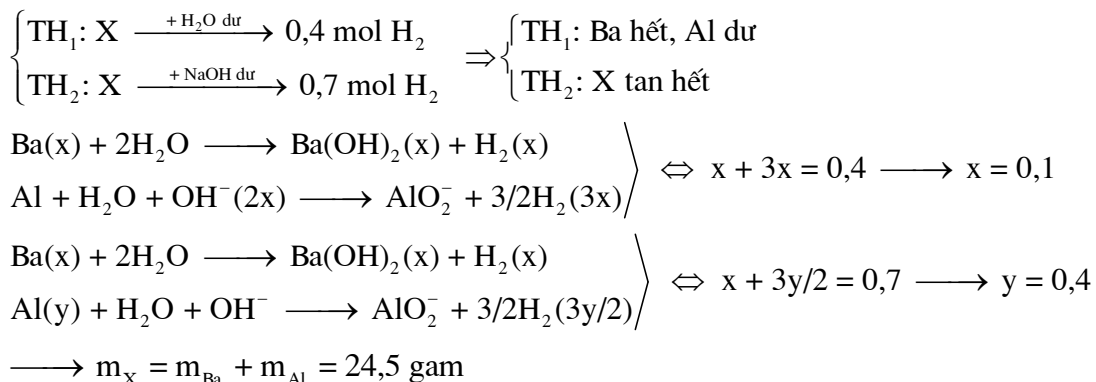 TH₁: X —(+ H₂O dư)→ 0,4 mol H₂ ⇒ TH₁: Ba hết, Al dư
TH₂: X —(+ NaOH dư)→ 0,7 mol H₂ TH₂: X tan hết
Ba(x) + 2H₂O ⟶ Ba(OH)₂(x) + H₂(x)
Al + H₂O + OH⁻(2x) ⟶ AlO₂⁻ + 3/2H₂(3x) ⇔ x + 3x = 0,4 ⟶ x = 0,1
Ba(x) + 2H₂O ⟶ Ba(OH)₂(x) + H₂(x)
Al(y) + H₂O + OH⁻ ⟶ AlO₂⁻ + 3/2H₂(3y/2) ⇔ x + 3y/2 = 0,7 ⟶ y = 0,4
⟶ m_X = m_Ba + m_Al = 24,5 gam